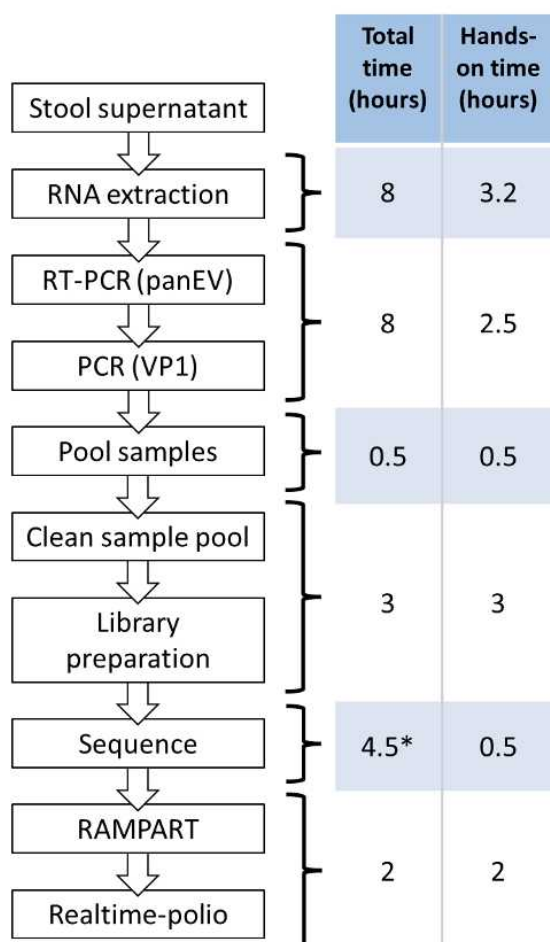 Total time (hours)
Hands-on time (hours)
Stool supernatant
RNA extraction
8
3.2
RT-PCR (panEV)
PCR (VP1)
8
2.5
Pool samples
0.5
0.5
Clean sample pool
Library preparation
3
3
Sequence
4.5*
0.5
RAMPART
Realtime-polio
2
2